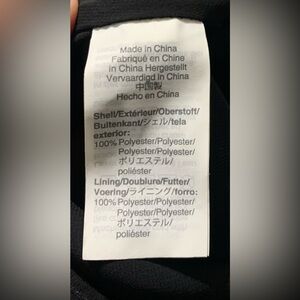 Made in China
Fabriqué en Chine
in China Hergestellt
Vervaardigd in China
中国製
Hecho en China
Shell/Extérieur/Oberstoff/
Buitenkant/シェル/tela
exterior:
100% Polyester/Polyester/
Polyester/Polyester/
ポリエステル/
poliéster
Lining/Doublure/Futter/
Voering/ライニング/forro:
100% Polyester/Polyester/
Polyester/Polyester/
ポリエステル/
poliéster